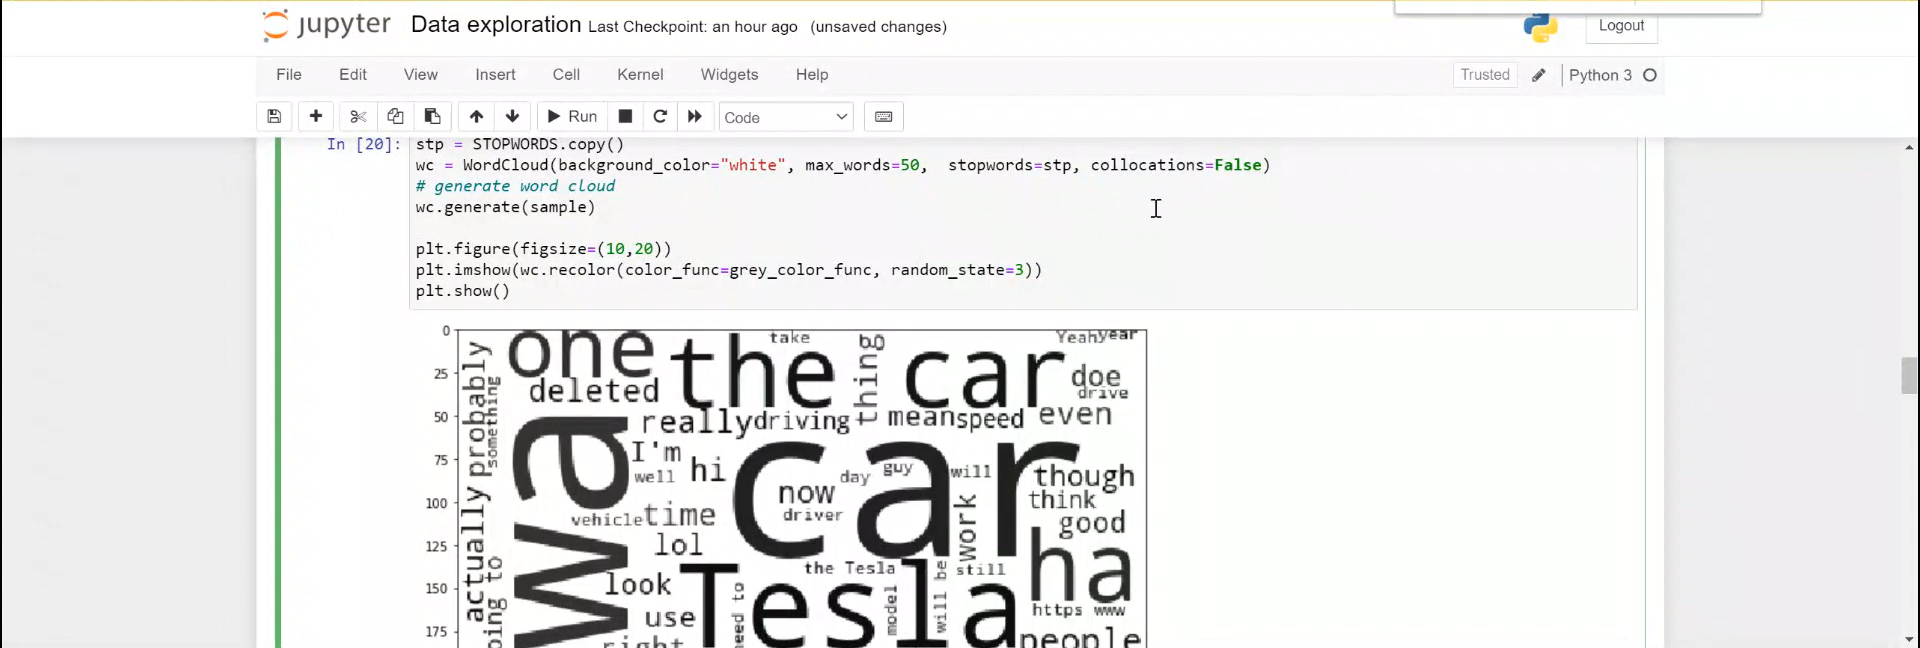 jupyter Data exploration Last Checkpoint: an hour ago (unsaved changes) Logout
File Edit View Insert Cell Kernel Widgets Help Trusted Python 3
Run Code
In [20]: stp = STOPWORDS.copy()
wc = WordCloud(background_color="white", max_words=50,  stopwords=stp, collocations=False)
# generate word cloud
wc.generate(sample)
plt.figure(figsize=(10,20))
plt.imshow(wc.recolor(color_func=grey_color_func, random_state=3))
plt.show()
0
25
50
75
100
125
150
175
one
the car
take
thing
Yeah
year
probably
something
deleted
doe
drive
really
driving
mean
speed
even
wa
I'm
well
hi
car
now
day
guy
will
driver
work
though
think
good
actually
vehicle
time
lol
the Tesla
still
ha
look
use
need to
Tesla
model
will be
https www
people
right